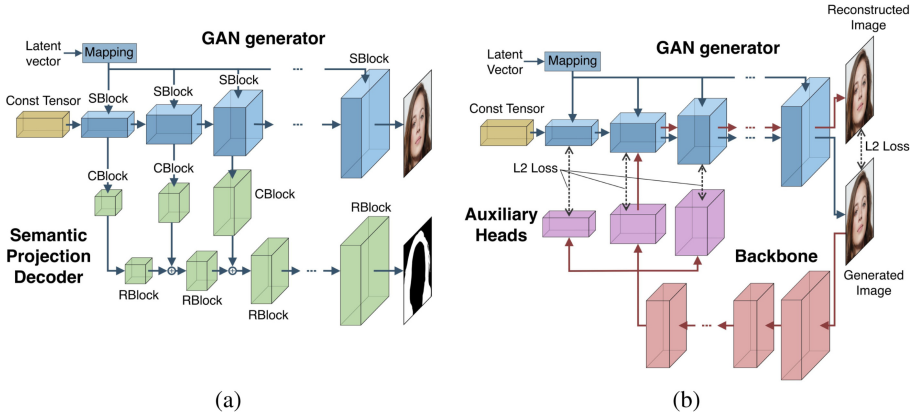 GAN generator
Latent
vector
Mapping
SBlock
SBlock
SBlock
SBlock
Const Tensor
...
CBlock
CBlock
CBlock
Semantic
Projection
Decoder
RBlock
RBlock
RBlock
RBlock
...
(a)
Reconstructed
Image
GAN generator
Latent
Vector
Mapping
...
Const Tensor
...
L2 Loss
L2 Loss
Auxiliary
Heads
Backbone
Generated
Image
...
(b)